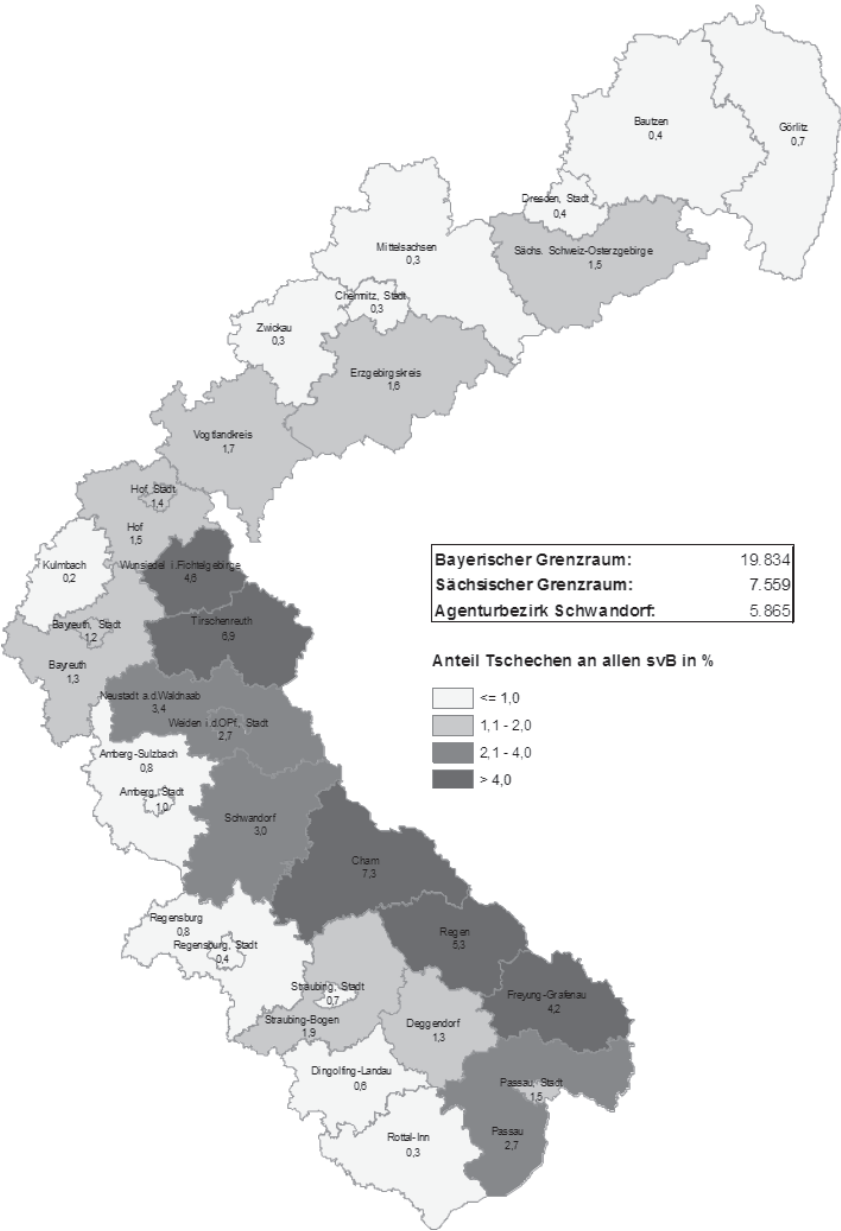 Bautzen
0,4
Görlitz
0,7
Dresden, Stadt
0,4
Mittelsachsen
0,3
Sächs. Schweiz-Osterzgebirge
1,5
Chemnitz, Stadt
0,3
Zwickau
0,3
Erzgebirgskreis
1,6
Vogtlandkreis
1,7
Hof, Stadt
1,4
Hof
1,5
Kulmbach
0,2
Wunsiedel i.Fichtelgebirge
4,6
Bayreuth, Stadt
1,2
Tirschenreuth
6,9
Bayreuth
1,3
Neustadt a.d.Waldnaab
3,4
Weiden i.d.OPf., Stadt
2,7
Amberg-Sulzbach
0,8
Amberg, Stadt
1,0
Schwandorf
3,0
Cham
7,3
Regensburg
0,8
Regensburg, Stadt
0,4
Regen
5,3
Straubing, Stadt
0,7
Freyung-Grafenau
4,2
Straubing-Bogen
1,9
Deggendorf
1,3
Dingolfing-Landau
0,6
Passau, Stadt
1,5
Rottal-Inn
0,3
Passau
2,7
Bayerischer Grenzraum: 19.834
Sächsischer Grenzraum: 7.559
Agenturbezirk Schwandorf: 5.865
Anteil Tschechen an allen svB in %
<= 1,0
1,1 - 2,0
2,1 - 4,0
> 4,0